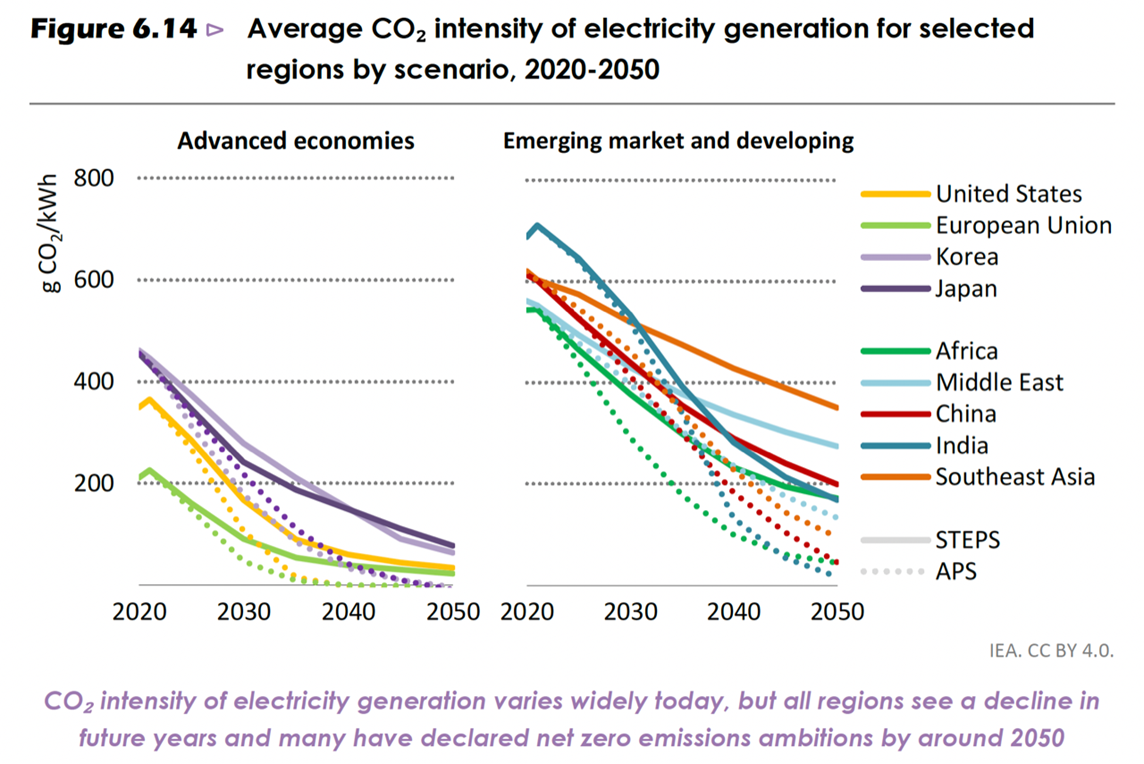 Figure 6.14 ▷ Average CO₂ intensity of electricity generation for selected
regions by scenario, 2020-2050
Advanced economies
Emerging market and developing
g CO₂/kWh
800
600
400
200
2020 2030 2040 2050
2020 2030 2040 2050
United States
European Union
Korea
Japan
Africa
Middle East
China
India
Southeast Asia
STEPS
APS
IEA. CC BY 4.0.
CO₂ intensity of electricity generation varies widely today, but all regions see a decline in
future years and many have declared net zero emissions ambitions by around 2050